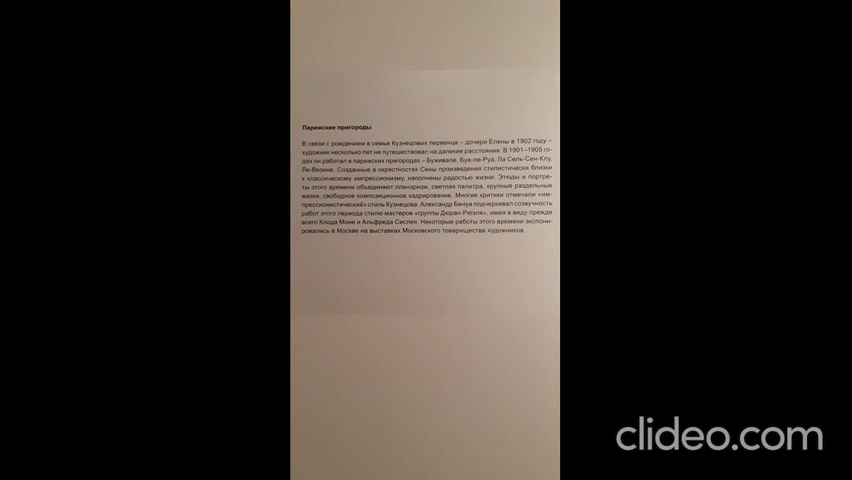 Парижские пригороды
В связи с рождением в семье Кузнецовых первенца – дочери Елены в 1902 году –
художник несколько лет не путешествовал на далекие расстояния. В 1901–1905 го-
дах он работал в парижских пригородах – Буживале, Буа-ле-Руа, Ла Сель-Сен-Клу,
Ле-Везине. Созданные в окрестностях Сены произведения стилистически близки
к классическому импрессионизму, наполнены радостью жизни. Этюды и портре-
ты этого времени объединяют пленэризм, светлая палитра, крупные раздельные
мазки, свободное композиционное кадрирование. Многие критики отмечали «им-
прессионистический» стиль Кузнецова. Александр Бенуа подчеркивал созвучность
работ этого периода стилю мастеров «группы Дюран-Рюэля», имея в виду прежде
всего Клода Моне и Альфреда Сислея. Некоторые работы этого времени экспони-
ровались в Москве на выставках Московского товарищества художников.
clideo.com